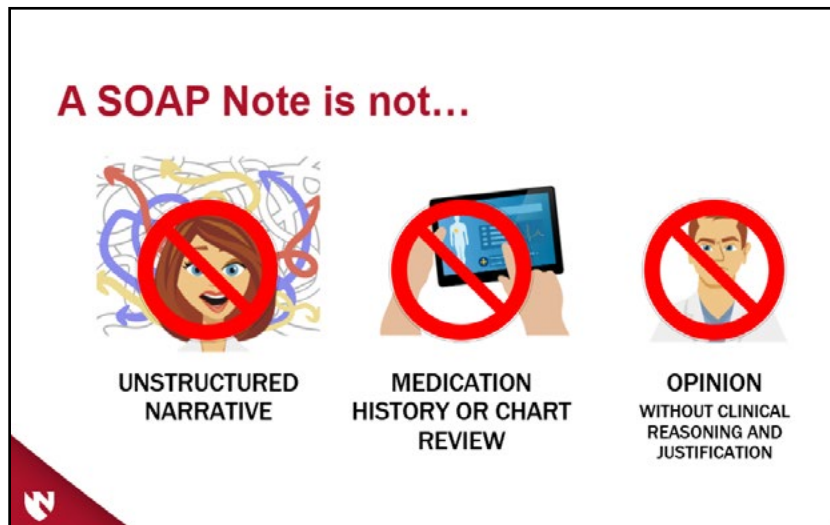 A SOAP Note is not...
UNSTRUCTURED
NARRATIVE
MEDICATION
HISTORY OR CHART
REVIEW
OPINION
WITHOUT CLINICAL
REASONING AND
JUSTIFICATION
N